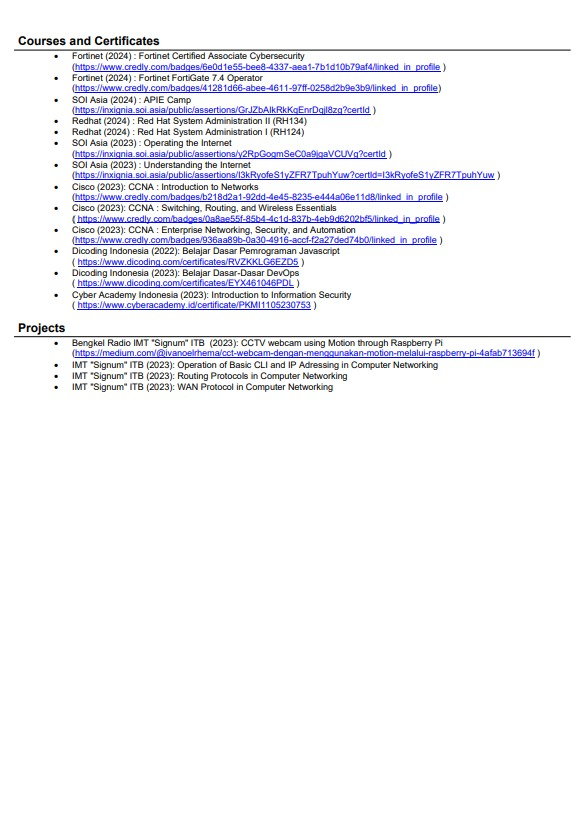 Courses and Certificates
• Fortinet (2024) : Fortinet Certified Associate Cybersecurity
(https://www.credly.com/badges/6e0d1e55-bee8-4337-aea1-7b1d10b79af4/linked_in_profile )
• Fortinet (2024) : Fortinet FortiGate 7.4 Operator
(https://www.credly.com/badges/41281d66-abee-4611-97ff-0258d2b9e3b9/linked_in_profile)
• SOI Asia (2024) : APIE Camp
(https://inxignia.soi.asia/public/assertions/GrJZbAlkRkKgEnrDqjl8zg?certId )
• Redhat (2024) : Red Hat System Administration II (RH134)
• Redhat (2024) : Red Hat System Administration I (RH124)
• SOI Asia (2023) : Operating the Internet
(https://inxignia.soi.asia/public/assertions/y2RpGogmSeC0a9jgaVCUVg?certId )
• SOI Asia (2023) : Understanding the Internet
(https://inxignia.soi.asia/public/assertions/I3kRyofeS1yZFR7TpuhYuw?certId=I3kRyofeS1yZFR7TpuhYuw )
• Cisco (2023): CCNA : Introduction to Networks
(https://www.credly.com/badges/b218d2a1-92dd-4e45-8235-e444a06e11d8/linked_in_profile )
• Cisco (2023) : CCNA : Switching, Routing, and Wireless Essentials
( https://www.credly.com/badges/0a8ae55f-85b4-4c1d-837b-4eb9d6202bf5/linked_in_profile )
• Cisco (2023) : CCNA : Enterprise Networking, Security, and Automation
(https://www.credly.com/badges/936aa89b-0a30-4916-accf-f2a27ded74b0/linked_in_profile )
• Dicoding Indonesia (2022): Belajar Dasar Pemrograman Javascript
( https://www.dicoding.com/certificates/RVZKKLG6EZD5 )
• Dicoding Indonesia (2023): Belajar Dasar-Dasar DevOps
( https://www.dicoding.com/certificates/EYX461046PDL )
• Cyber Academy Indonesia (2023): Introduction to Information Security
( https://www.cyberacademy.id/certificate/PKMI1105230753 )
Projects
• Bengkel Radio IMT "Signum" ITB (2023): CCTV webcam using Motion through Raspberry Pi
(https://medium.com/@ivanoelrhema/cct-webcam-dengan-menggunakan-motion-melalui-raspberry-pi-4afab713694f )
• IMT "Signum" ITB (2023): Operation of Basic CLI and IP Adressing in Computer Networking
• IMT "Signum" ITB (2023): Routing Protocols in Computer Networking
• IMT "Signum" ITB (2023): WAN Protocol in Computer Networking